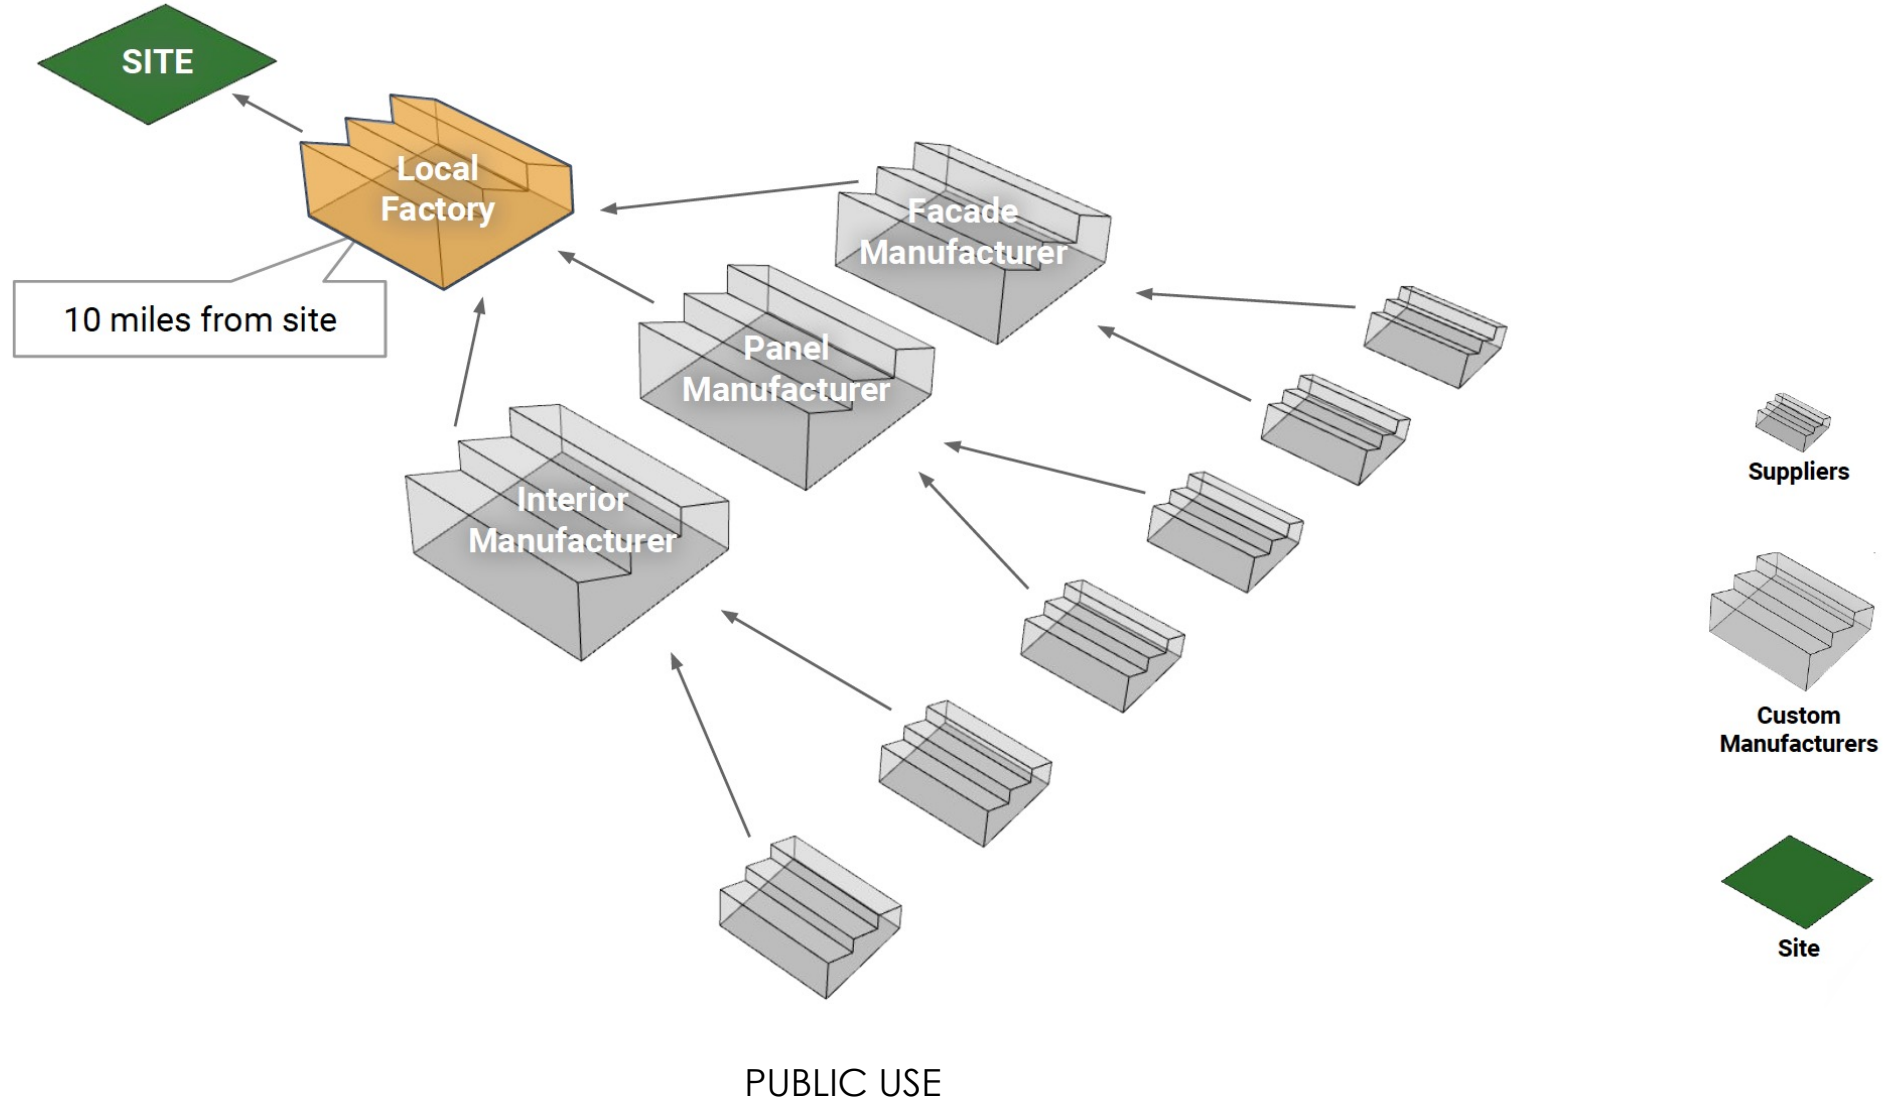 SITE
Local
Factory
10 miles from site
Facade
Manufacturer
Panel
Manufacturer
Interior
Manufacturer
Suppliers
Custom
Manufacturers
Site
PUBLIC USE